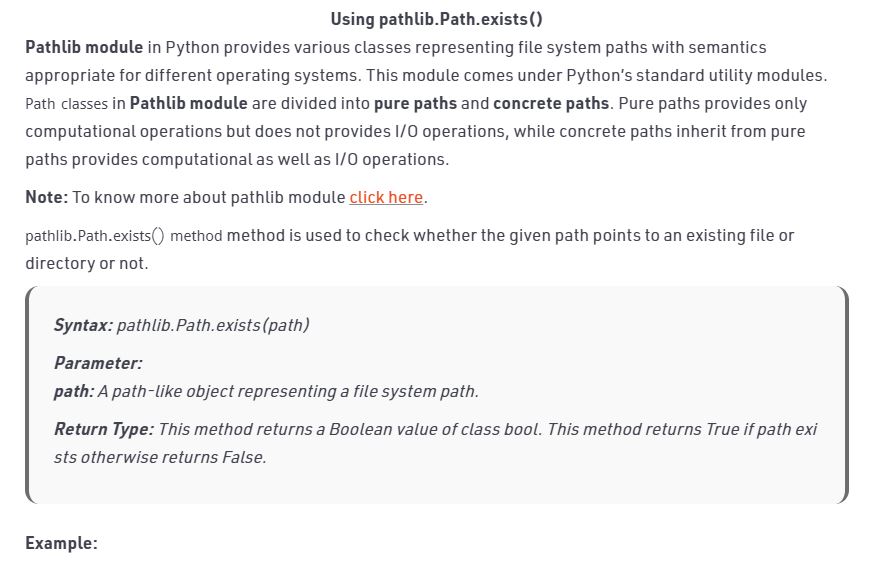 Using pathlib.Path.exists()
Pathlib module in Python provides various classes representing file system paths with semantics
appropriate for different operating systems. This module comes under Python’s standard utility modules.
Path classes in Pathlib module are divided into pure paths and concrete paths. Pure paths provides only
computational operations but does not provides I/O operations, while concrete paths inherit from pure
paths provides computational as well as I/O operations.
Note: To know more about pathlib module click here.
pathlib.Path.exists() method method is used to check whether the given path points to an existing file or
directory or not.
Syntax: pathlib.Path.exists(path)
Parameter:
path: A path-like object representing a file system path.
Return Type: This method returns a Boolean value of class bool. This method returns True if path exi
sts otherwise returns False.
Example: